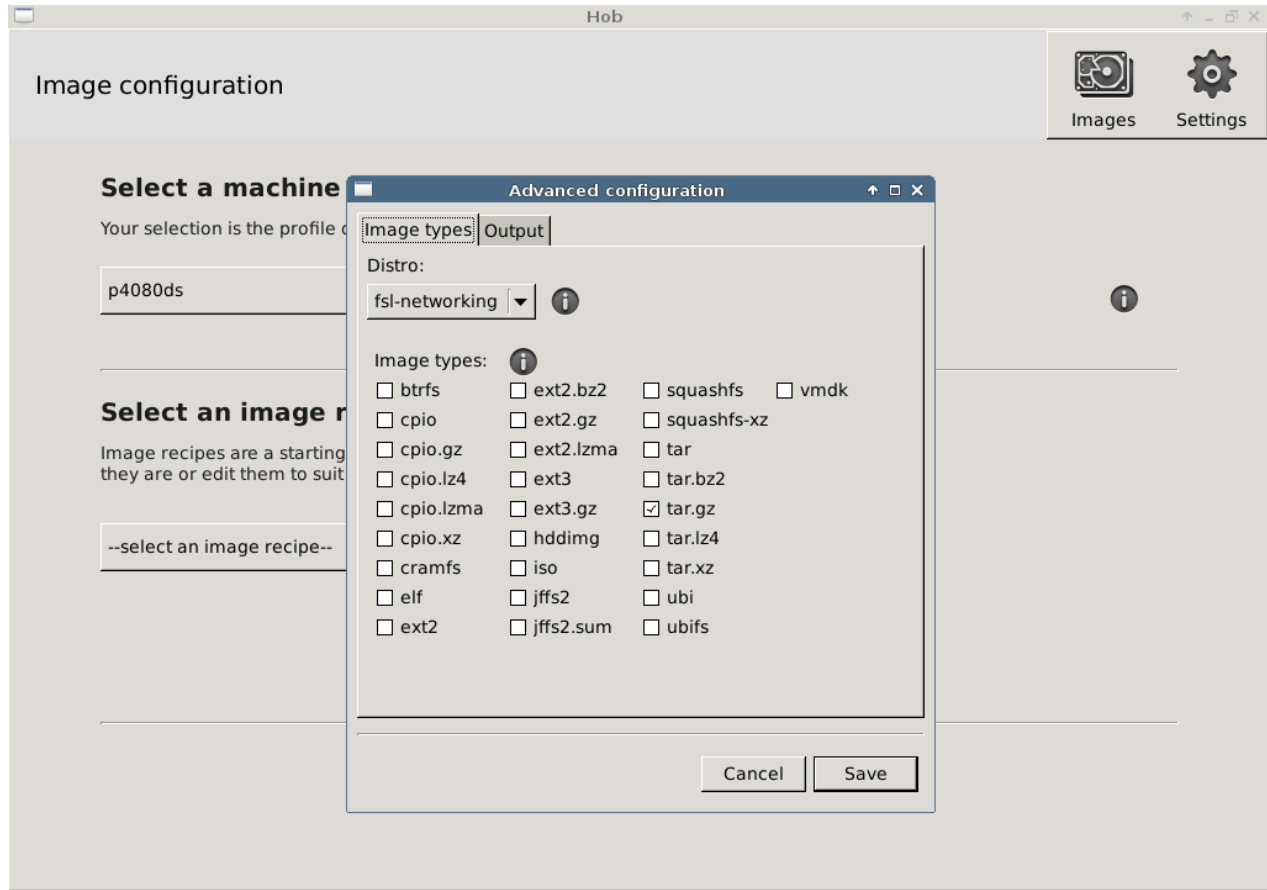 Hob
Image configuration
Images
Settings
Select a machine
Your selection is the profile
p4080ds
Select an image
Image recipes are a starting
they are or edit them to suit
--select an image recipe--
Advanced configuration
Image types
Output
Distro:
fsl-networking
Image types:
btrfs
cpio
cpio.gz
cpio.lz4
cpio.lzma
cpio.xz
cramfs
elf
ext2
ext2.bz2
ext2.gz
ext2.lzma
ext3
ext3.gz
hddimg
iso
jffs2
jffs2.sum
squashfs
squashfs-xz
tar
tar.bz2
tar.gz
tar.lz4
tar.xz
ubi
ubifs
vmdk
Cancel
Save